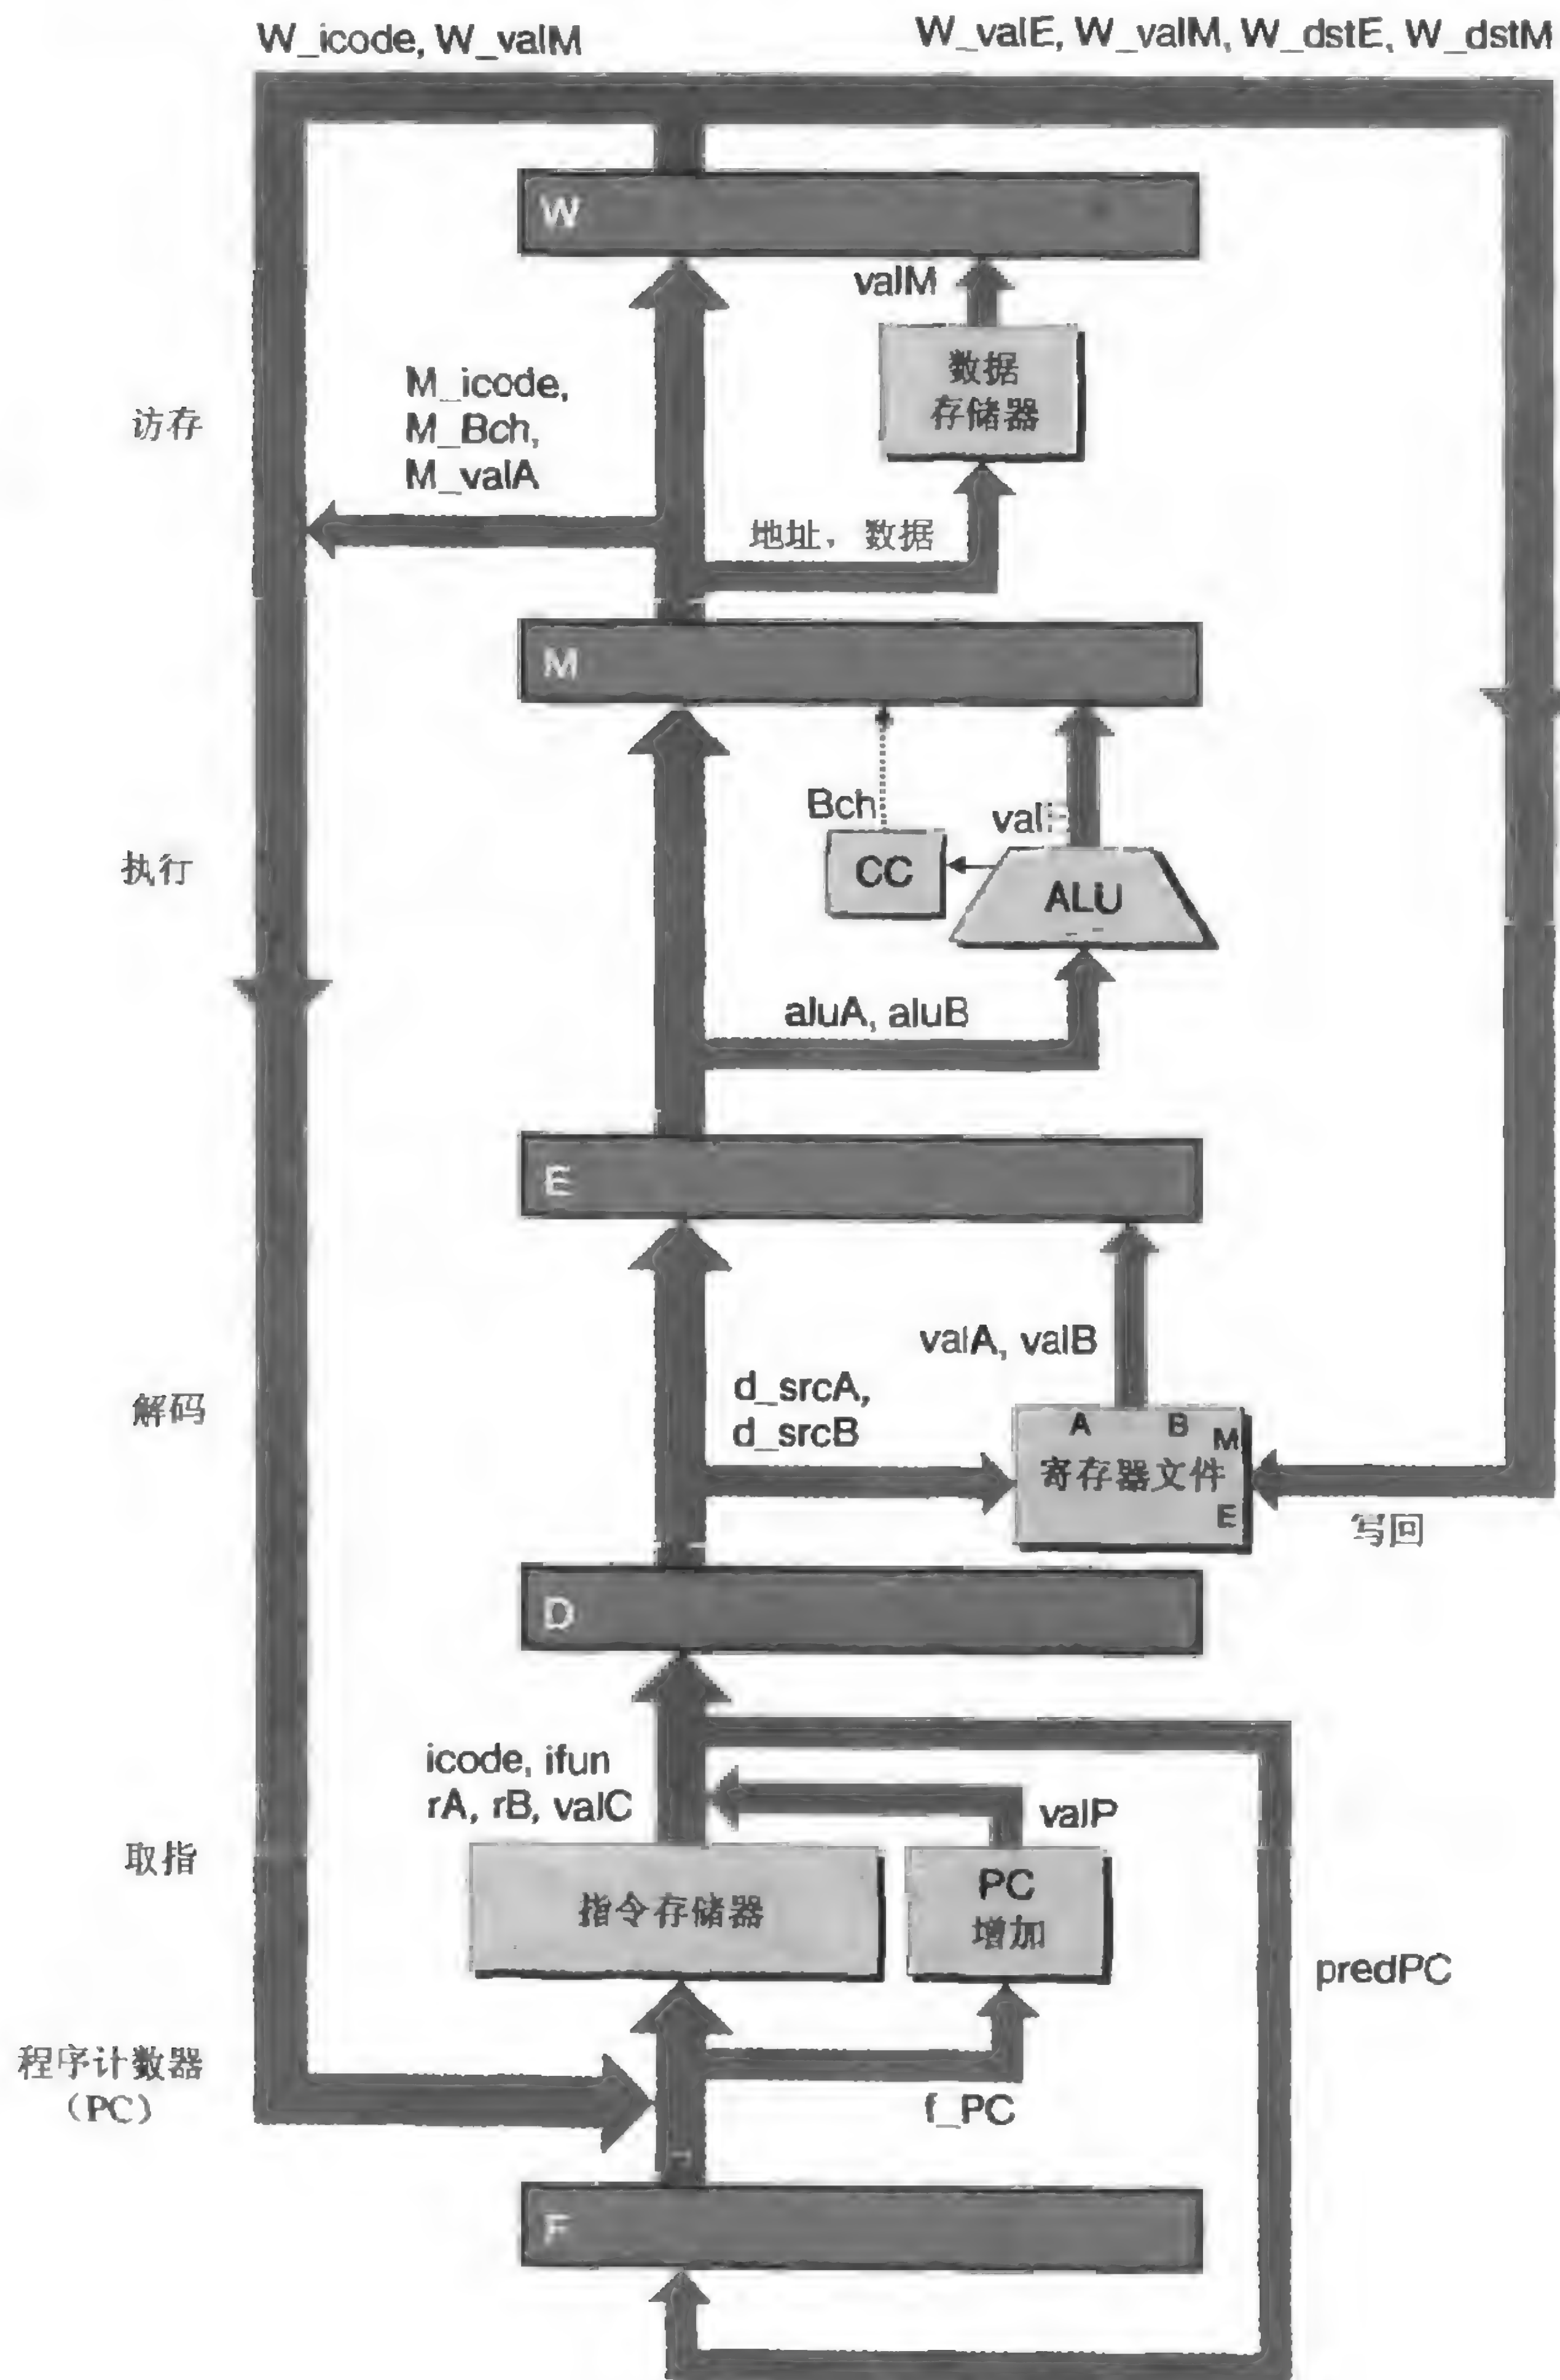 W_icode, W_valM
W_valE, W_valM, W_dstE, W_dstM
W
valM
数据
存储器
M_icode,
M_Bch,
M_valA
访存
地址，数据
M
Bch
CC
ALU
执行
aluA, aluB
E
valA, valB
d_srcA,
d_srcB
解码
A B M
寄存器文件
E
写回
D
icode, ifun
rA, rB, valC
valP
取指
指令存储器
PC
增加
predPC
程序计数器
（PC）
f_PC
F